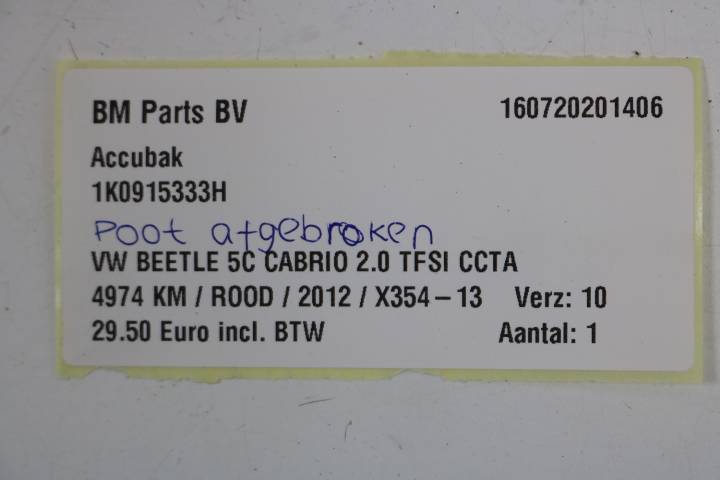 BM Parts BV 160720201406
Accubak
1K0915333H
Poot afgebroken
VW BEETLE 5C CABRIO 2.0 TFSI CCTA
4974 KM / ROOD / 2012 / X354-13 Verz: 10
29.50 Euro incl. BTW Aantal: 1